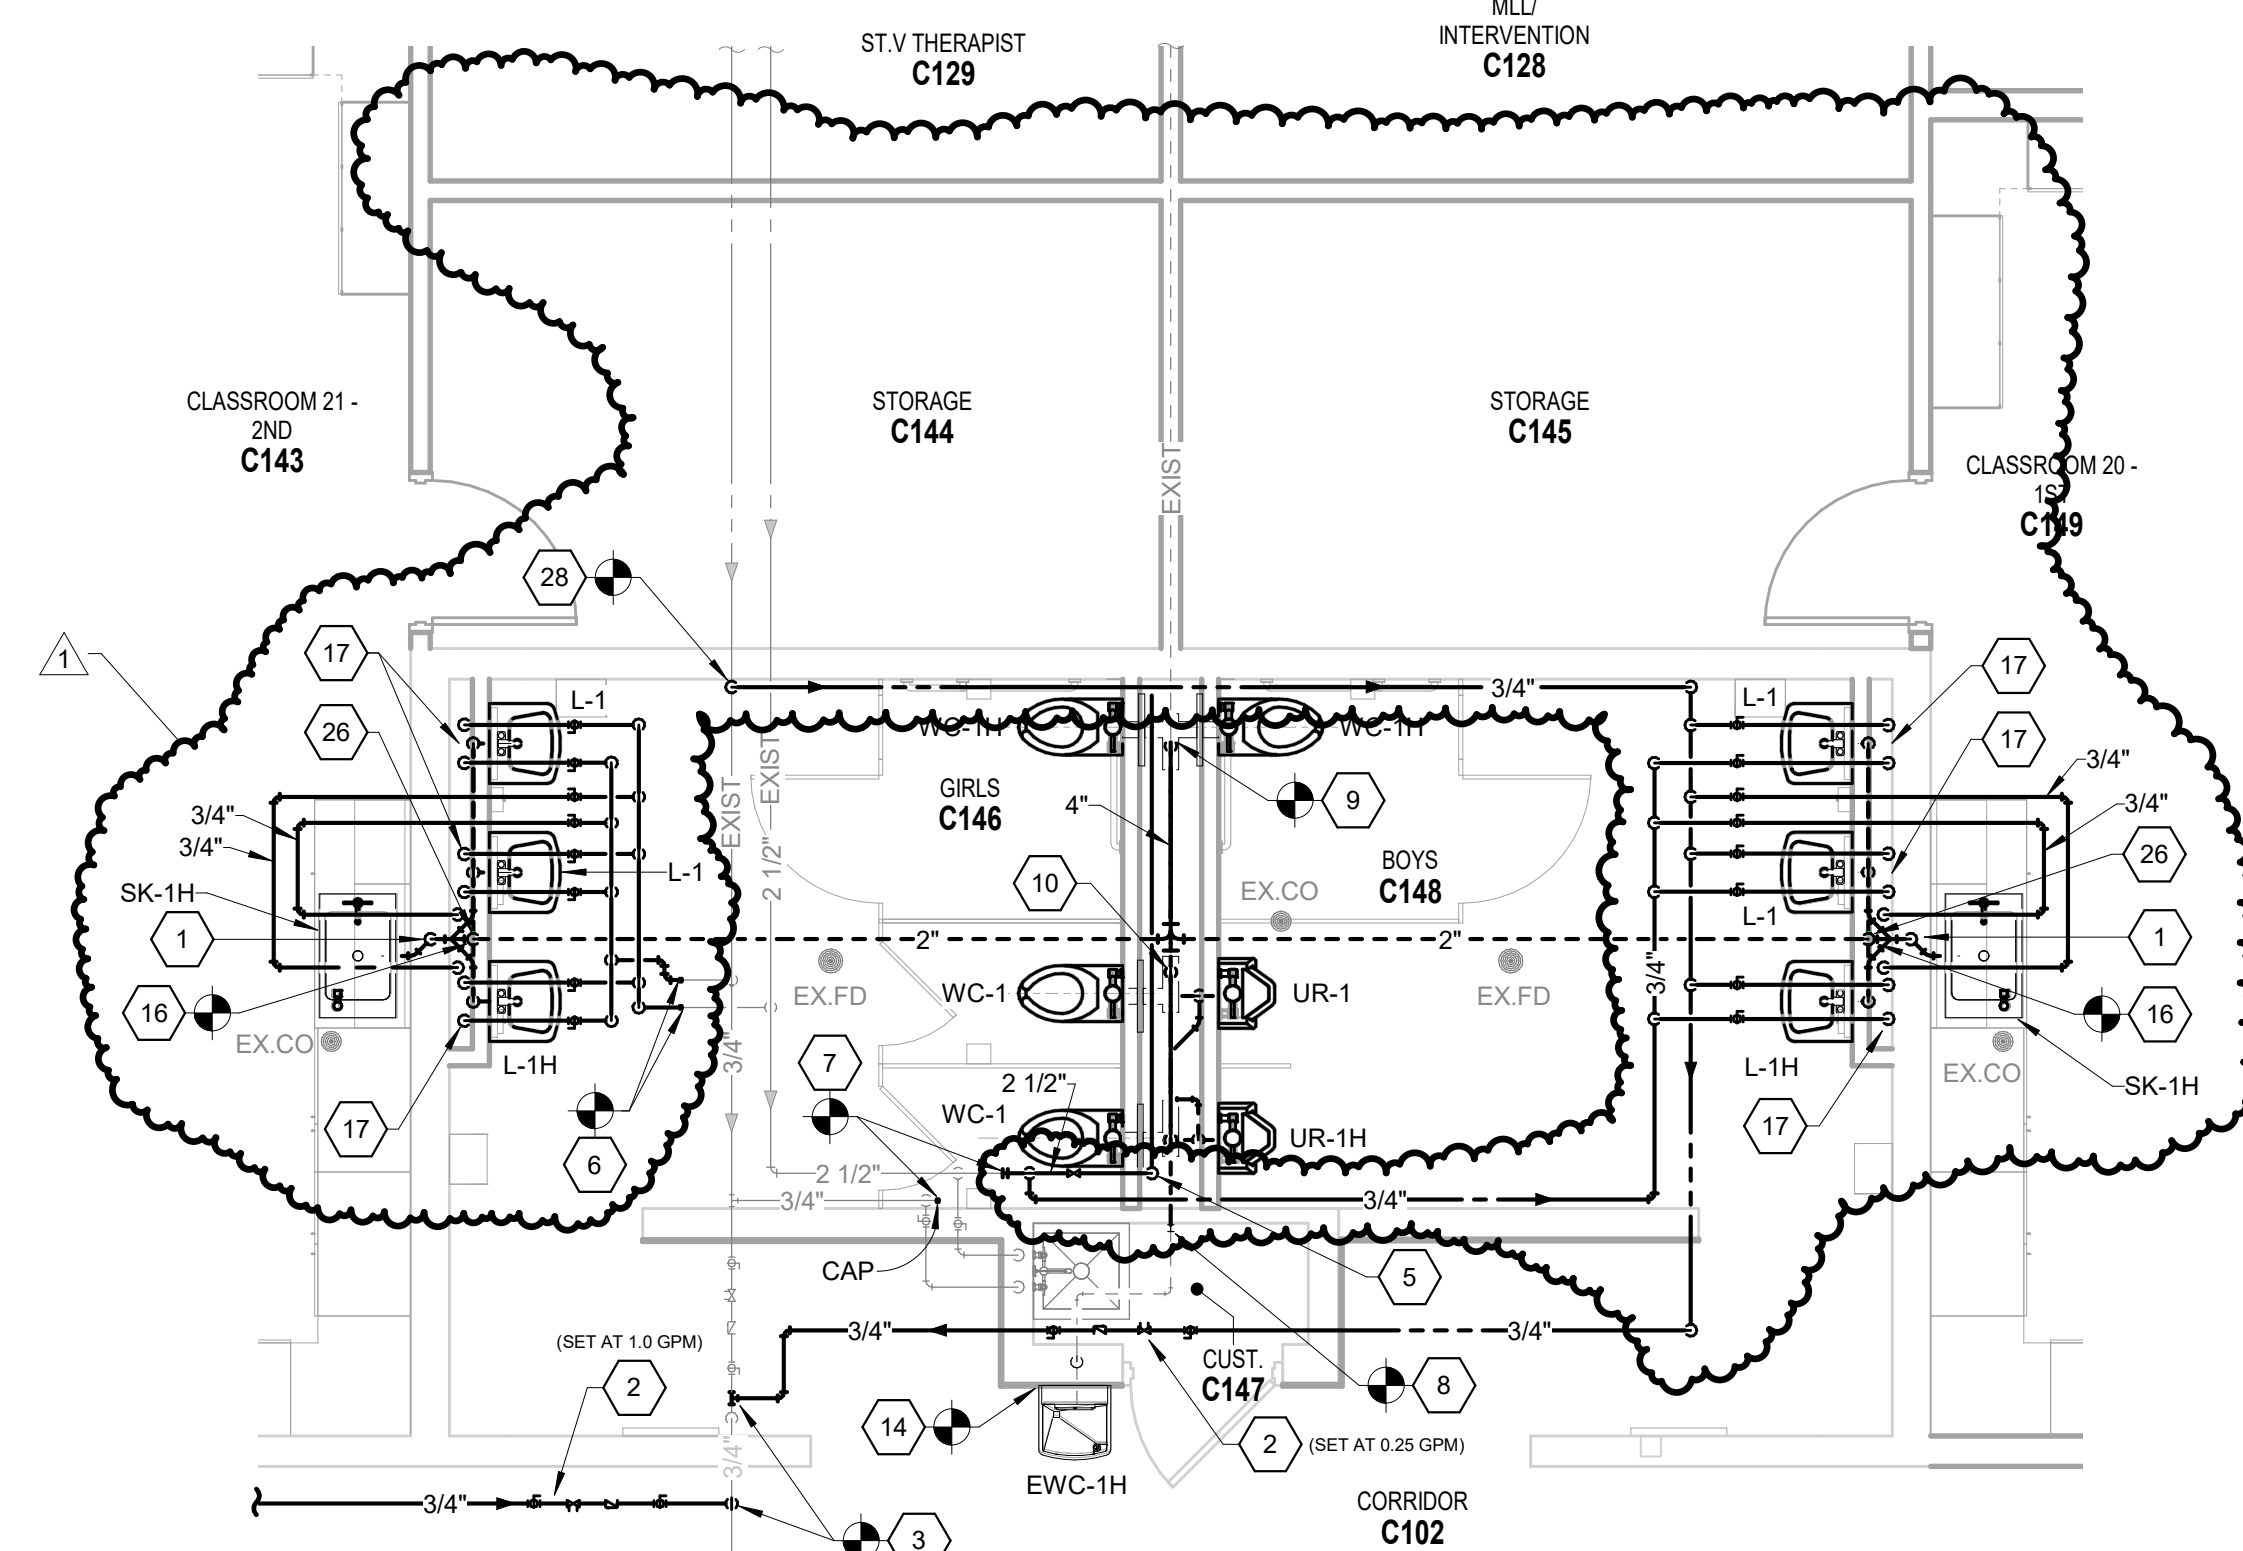 MLL/
INTERVENTION
C128
ST.V THERAPIST
C129
CLASSROOM 21 -
2ND
C143
STORAGE
C144
STORAGE
C145
EXIST
CLASSROOM 20 -
1ST
C149
28
1
17
26
L-1
3/4"
17
L-1
17
WC-1H
WC-1H
3/4"
3/4"
3/4"
3/4"
GIRLS
C146
4"
9
EXIST
EXIST
2 1/2"
SK-1H
L-1
10
BOYS
C148
EX.CO
L-1
26
1
2"
2"
1
16
EX.CO
EX.FD
WC-1
UR-1
EX.FD
3/4"
16
EX.CO
L-1H
3/4"
7
2 1/2"
L-1H
SK-1H
17
6
WC-1
UR-1H
17
2 1/2"
3/4"
3/4"
CAP
5
(SET AT 1.0 GPM)
3/4"
3/4"
2
CUST.
C147
8
14
2
(SET AT 0.25 GPM)
3/4"
EWC-1H
3/4"
CORRIDOR
C102
3